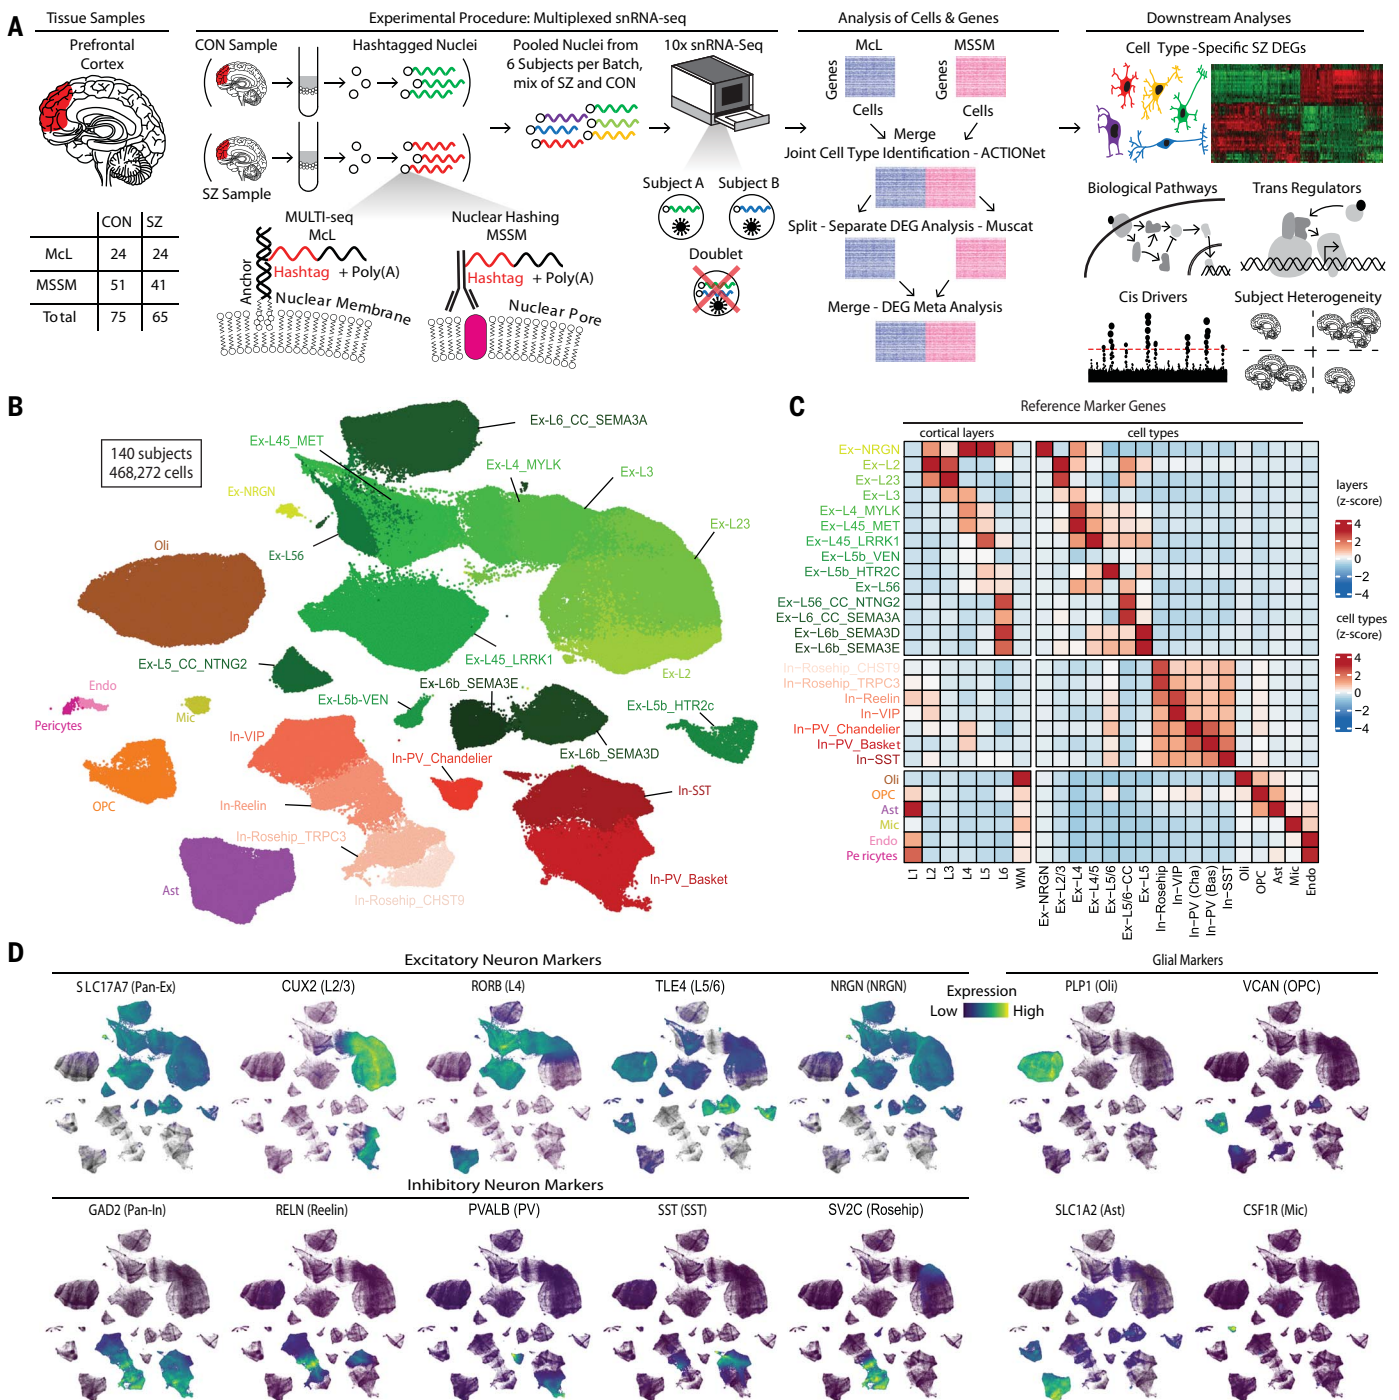 A
Tissue Samples
Prefrontal
Cortex
CON SZ
McL 24 24
MSSM 51 41
Total 75 65
Experimental Procedure: Multiplexed snRNA-seq
CON Sample
Hashtagged Nuclei
SZ Sample
Pooled Nuclei from
6 Subjects per Batch,
mix of SZ and CON
10x snRNA-Seq
MULTI-seq
McL
Anchor
Hashtag + Poly(A)
Nuclear Membrane
Nuclear Hashing
MSSM
Hashtag + Poly(A)
Nuclear Pore
Subject A Subject B
Doublet
Analysis of Cells & Genes
McL MSSM
Genes Genes
Cells Cells
Merge
Joint Cell Type Identification - ACTIONet
Split - Separate DEG Analysis - Muscat
Merge - DEG Meta Analysis
Downstream Analyses
Cell Type -Specific SZ DEGs
Biological Pathways Trans Regulators
Cis Drivers Subject Heterogeneity
B
140 subjects
468,272 cells
Ex-L6_CC_SEMA3A
Ex-L45_MET
Ex-L4_MYLK
Ex-L3
Ex-NRGN
Ex-L23
Oli
Ex-L56
Ex-L5_CC_NTNG2
Ex-L45_LRRK1
Ex-L2
Ex-L6b_SEMA3E
Endo
Ex-L5b-VEN
Ex-L5b_HTR2c
Pericytes
Mic
In-VIP
Ex-L6b_SEMA3D
In-PV_Chandelier
In-SST
OPC
In-Reelin
In-Rosehip_TRPC3
In-PV_Basket
Ast
In-Rosehip_CHST9
C
Reference Marker Genes
cortical layers cell types
Ex−NRGN
Ex−L2
Ex−L23
Ex−L3
Ex−L4_MYLK
Ex−L45_MET
Ex−L45_LRRK1
Ex−L5b_VEN
Ex−L5b_HTR2C
Ex−L56
Ex−L56_CC_NTNG2
Ex−L6_CC_SEMA3A
Ex−L6b_SEMA3D
Ex−L6b_SEMA3E
In−Rosehip_CHST9
In−Rosehip_TRPC3
In−Reelin
In−VIP
In−PV_Chandelier
In−PV_Basket
In−SST
Oli
OPC
Ast
Mic
Endo
Pericytes
L1 L2 L3 L4 L5 L6 WM
Ex−NRGN Ex−L2/3 Ex−L4 Ex−L4/5 Ex−L5/6 Ex−L5/6−CC Ex−L5 In−Rosehip In−VIP In−PV (Cha) In−PV (Bas) In−SST Oli OPC Ast Mic Endo
layers
(z-score)
4
2
0
−2
−4
cell types
(z-score)
4
2
0
−2
−4
D
Excitatory Neuron Markers
Glial Markers
SLC17A7 (Pan-Ex) CUX2 (L2/3) RORB (L4) TLE4 (L5/6) NRGN (NRGN) PLP1 (Oli) VCAN (OPC)
Expression
Low High
Inhibitory Neuron Markers
GAD2 (Pan-In) RELN (Reelin) PVALB (PV) SST (SST) SV2C (Rosehip) SLC1A2 (Ast) CSF1R (Mic)